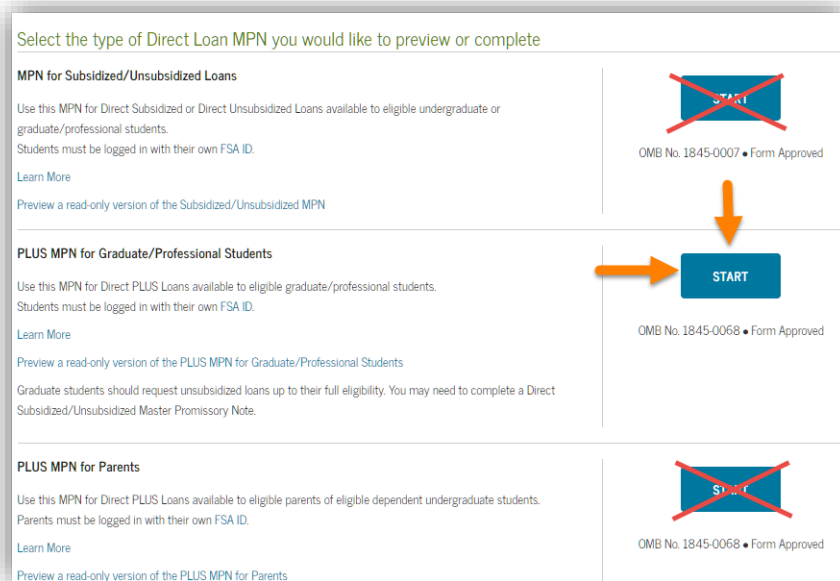 Select the type of Direct Loan MPN you would like to preview or complete
MPN for Subsidized/Unsubsidized Loans
Use this MPN for Direct Subsidized or Direct Unsubsidized Loans available to eligible undergraduate or
graduate/professional students.
Students must be logged in with their own FSA ID.
Learn More
Preview a read-only version of the Subsidized/Unsubsidized MPN
START
OMB No. 1845-0007 • Form Approved
PLUS MPN for Graduate/Professional Students
Use this MPN for Direct PLUS Loans available to eligible graduate/professional students.
Students must be logged in with their own FSA ID.
Learn More
Preview a read-only version of the PLUS MPN for Graduate/Professional Students
Graduate students should request unsubsidized loans up to their full eligibility. You may need to complete a Direct
Subsidized/Unsubsidized Master Promissory Note.
START
OMB No. 1845-0068 • Form Approved
PLUS MPN for Parents
Use this MPN for Direct PLUS Loans available to eligible parents of eligible dependent undergraduate students.
Parents must be logged in with their own FSA ID.
Learn More
Preview a read-only version of the PLUS MPN for Parents
START
OMB No. 1845-0068 • Form Approved